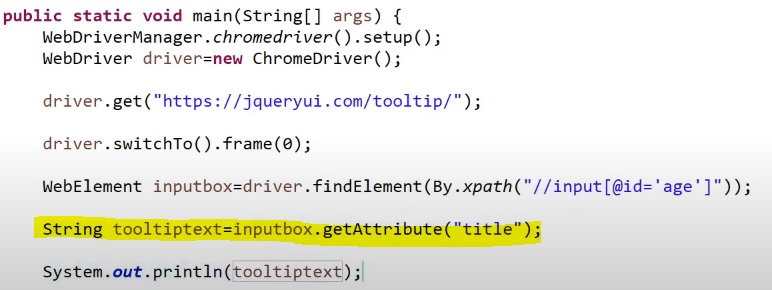 public static void main(String[] args) {
WebDriverManager.chromedriver().setup();
WebDriver driver=new ChromeDriver();
driver.get("https://jqueryui.com/tooltip/");
driver.switchTo().frame(0);
WebElement inputbox=driver.findElement(By.xpath("//input[@id='age']"));
String tooltiptext=inputbox.getAttribute("title");
System.out.println(tooltiptext);